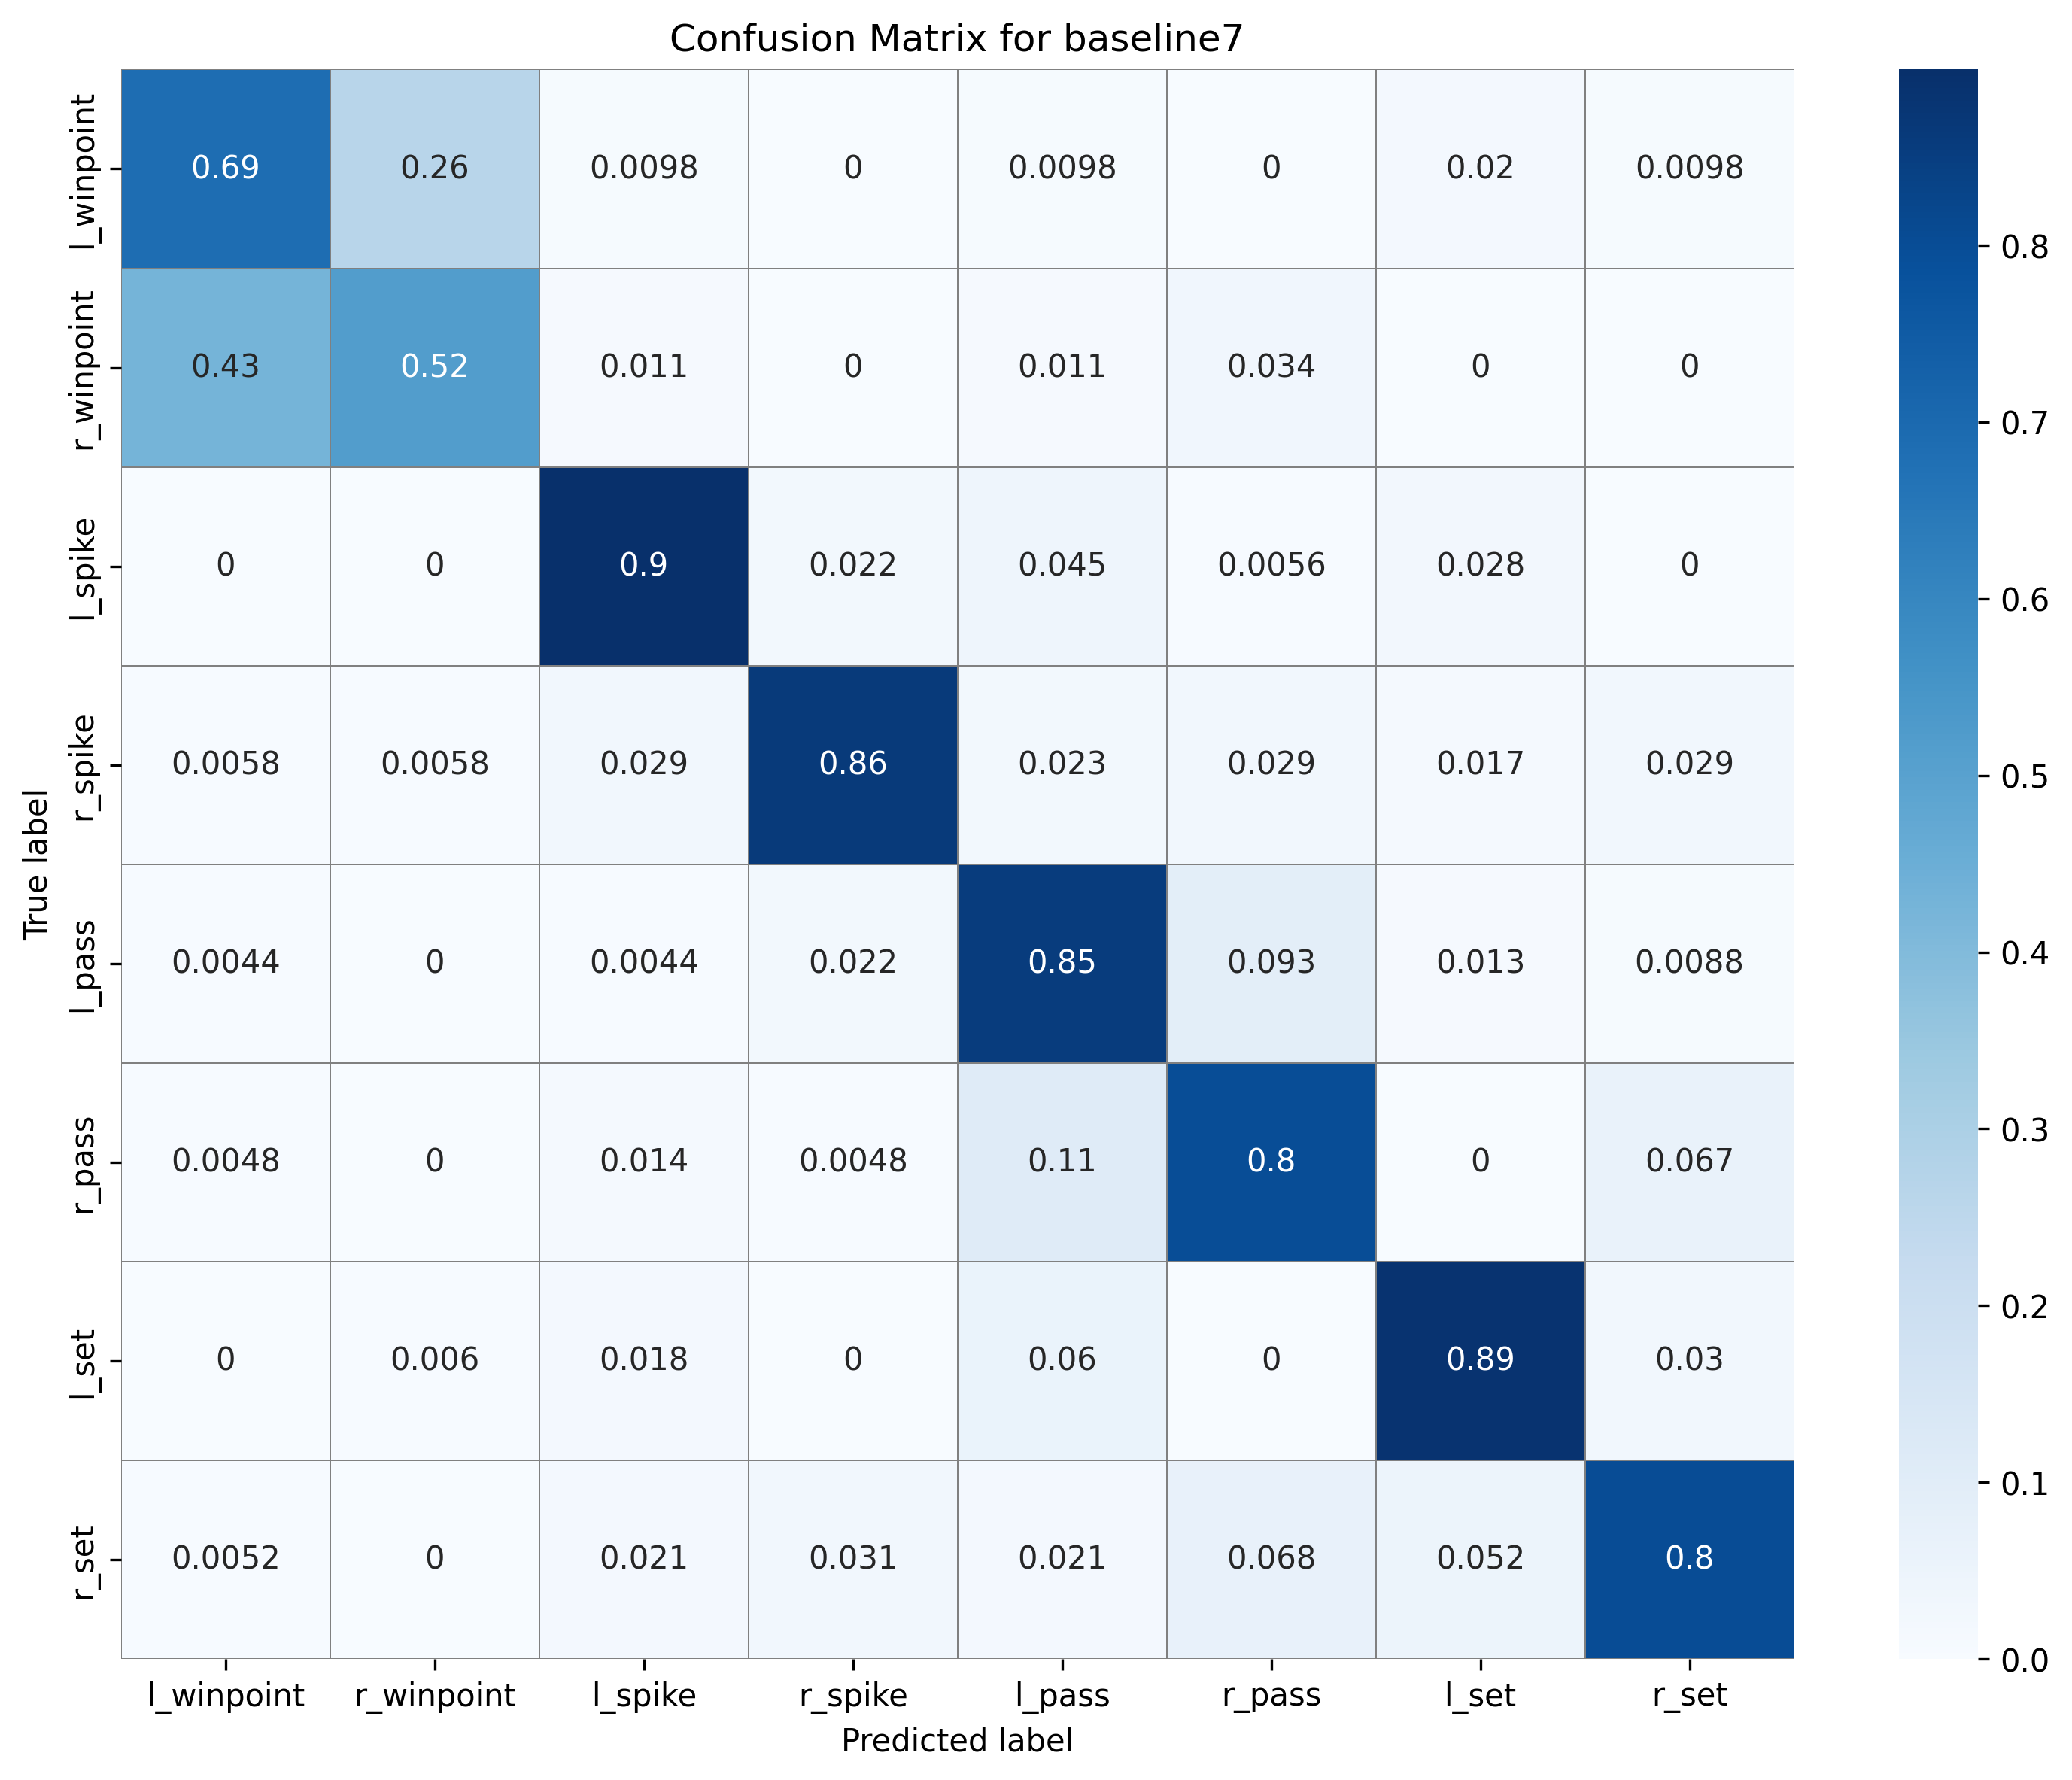 Confusion Matrix for baseline7
l_winpoint 0.69 0.26 0.0098 0 0.0098 0 0.02 0.0098
r_winpoint 0.43 0.52 0.011 0 0.011 0.034 0 0
l_spike 0 0 0.9 0.022 0.045 0.0056 0.028 0
r_spike 0.0058 0.0058 0.029 0.86 0.023 0.029 0.017 0.029
l_pass 0.0044 0 0.0044 0.022 0.85 0.093 0.013 0.0088
r_pass 0.0048 0 0.014 0.0048 0.11 0.8 0 0.067
l_set 0 0.006 0.018 0 0.06 0 0.89 0.03
r_set 0.0052 0 0.021 0.031 0.021 0.068 0.052 0.8
True label
l_winpoint r_winpoint l_spike r_spike l_pass r_pass l_set r_set
Predicted label
0.8
0.7
0.6
0.5
0.4
0.3
0.2
0.1
0.0